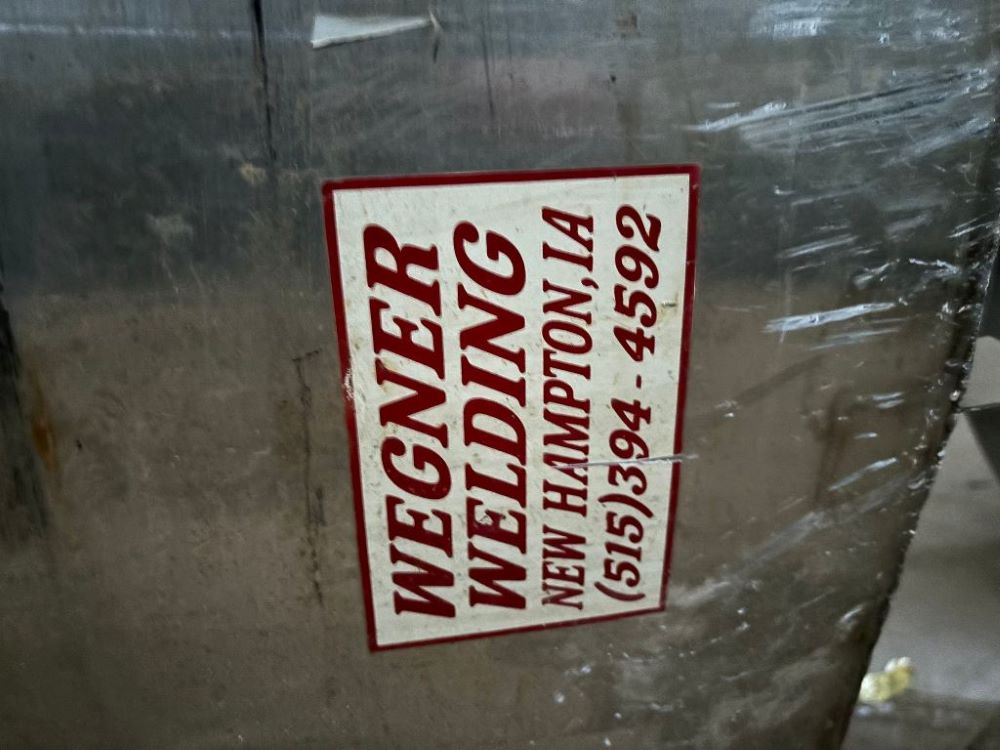 WEGNER
WELDING
NEW HAMPTON, IA
(515)394-4592